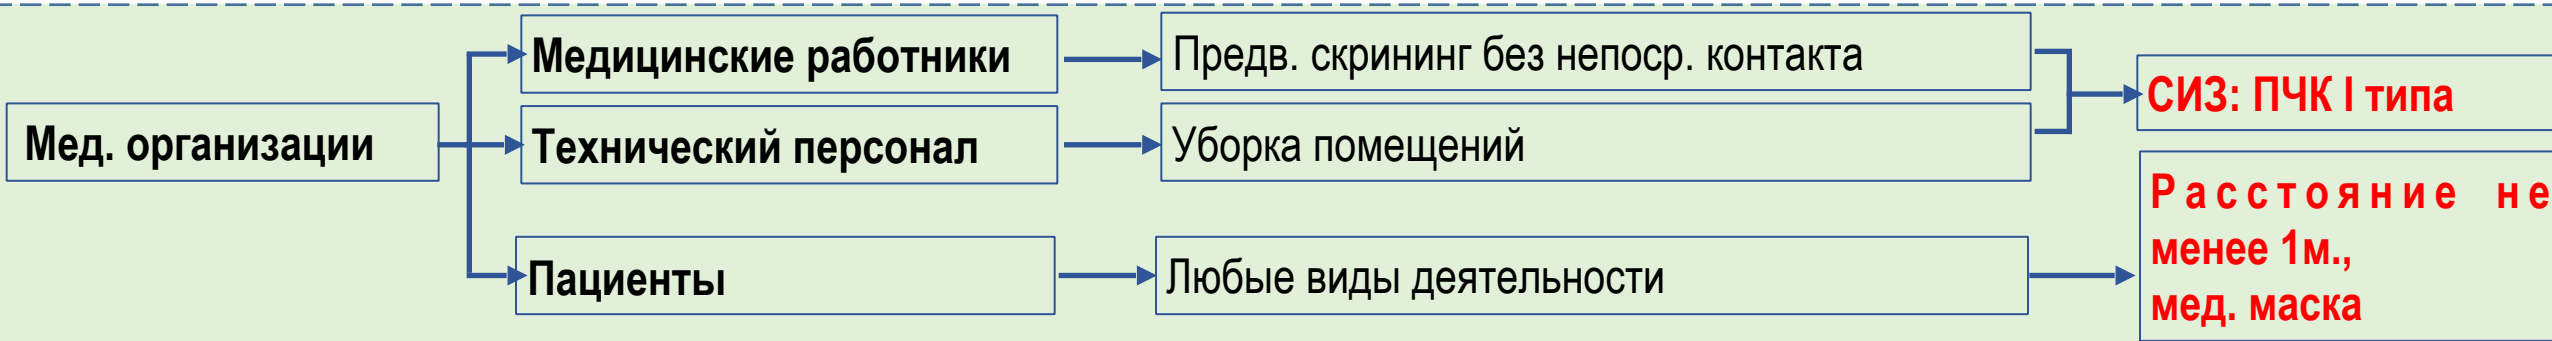 Медицинские работники
Предв. скрининг без непоср. контакта
СИЗ: ПЧК I типа
Мед. организации
Технический персонал
Уборка помещений
Пациенты
Любые виды деятельности
Расстояние не
менее 1м.,
мед. маска